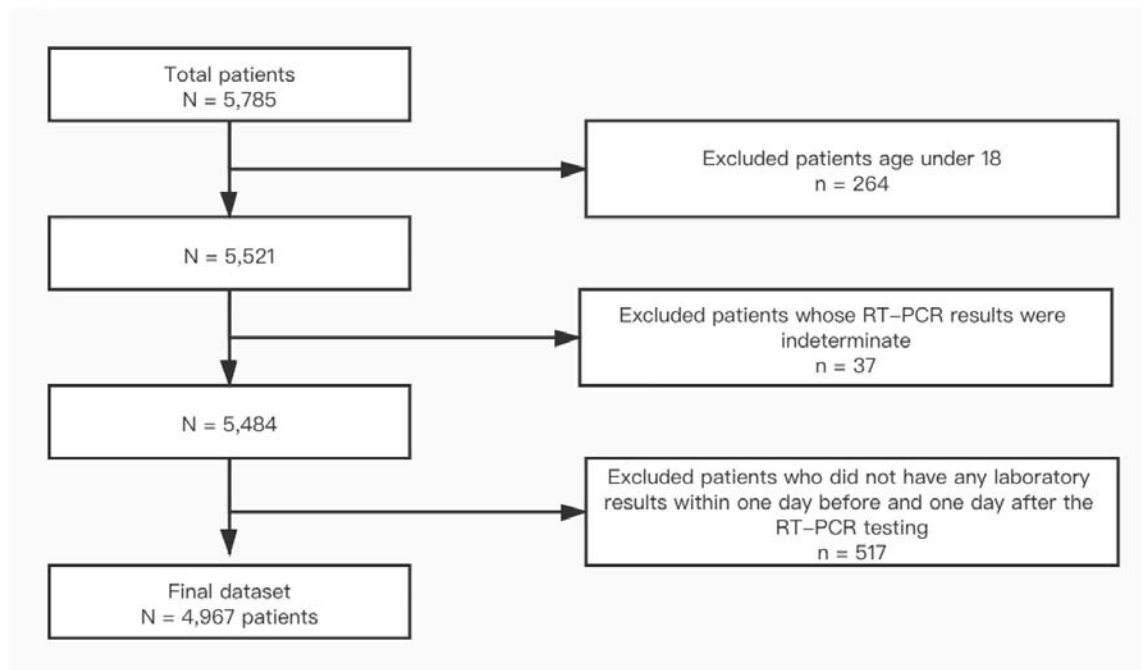 Total patients
N = 5,785
Excluded patients age under 18
n = 264
N = 5,521
Excluded patients whose RT–PCR results were
indeterminate
n = 37
N = 5,484
Excluded patients who did not have any laboratory
results within one day before and one day after the
RT–PCR testing
n = 517
Final dataset
N = 4,967 patients